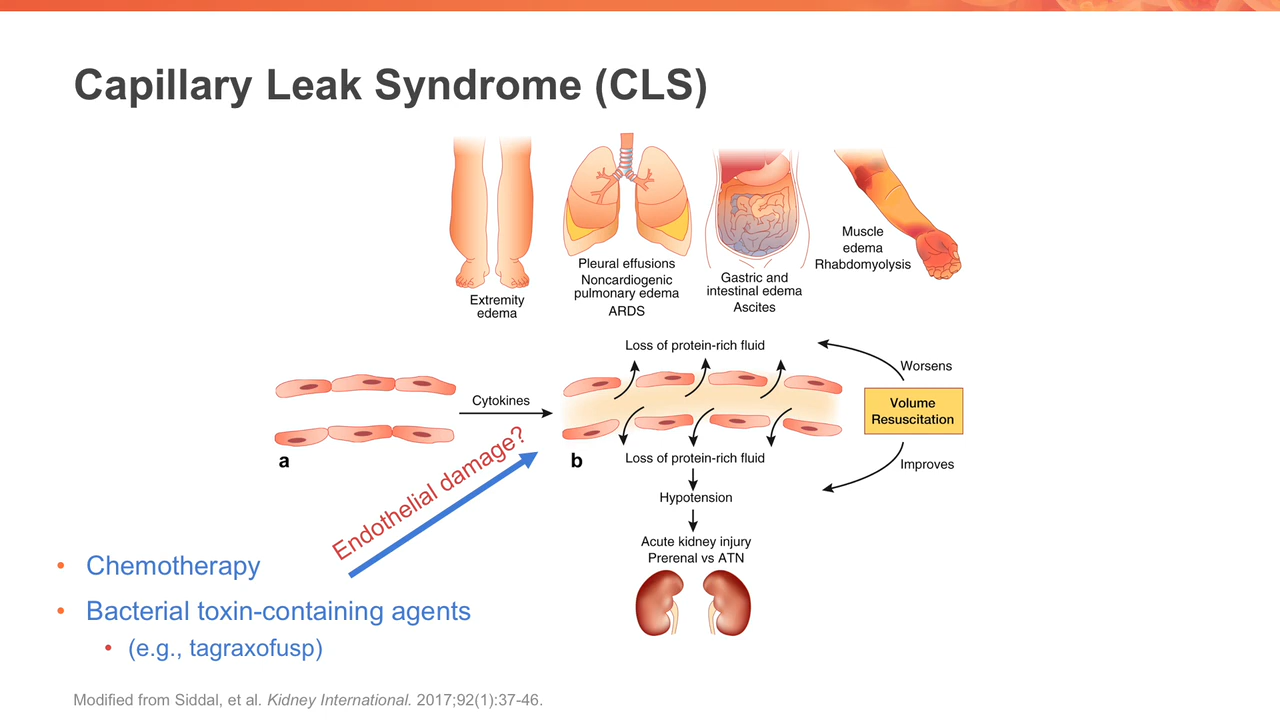 Capillary Leak Syndrome (CLS)
Extremity
edema
Pleural effusions
Noncardiogenic
pulmonary edema
ARDS
Gastric and
intestinal edema
Ascites
Muscle
edema
Rhabdomyolysis
Loss of protein-rich fluid
Worsens
Cytokines
Volume
Resuscitation
a
b
Loss of protein-rich fluid
Improves
Hypotension
Acute kidney injury
Prerenal vs ATN
Endothelial damage?
• Chemotherapy
• Bacterial toxin-containing agents
• (e.g., tagraxofusp)
Modified from Siddal, et al. Kidney International. 2017;92(1):37-46.